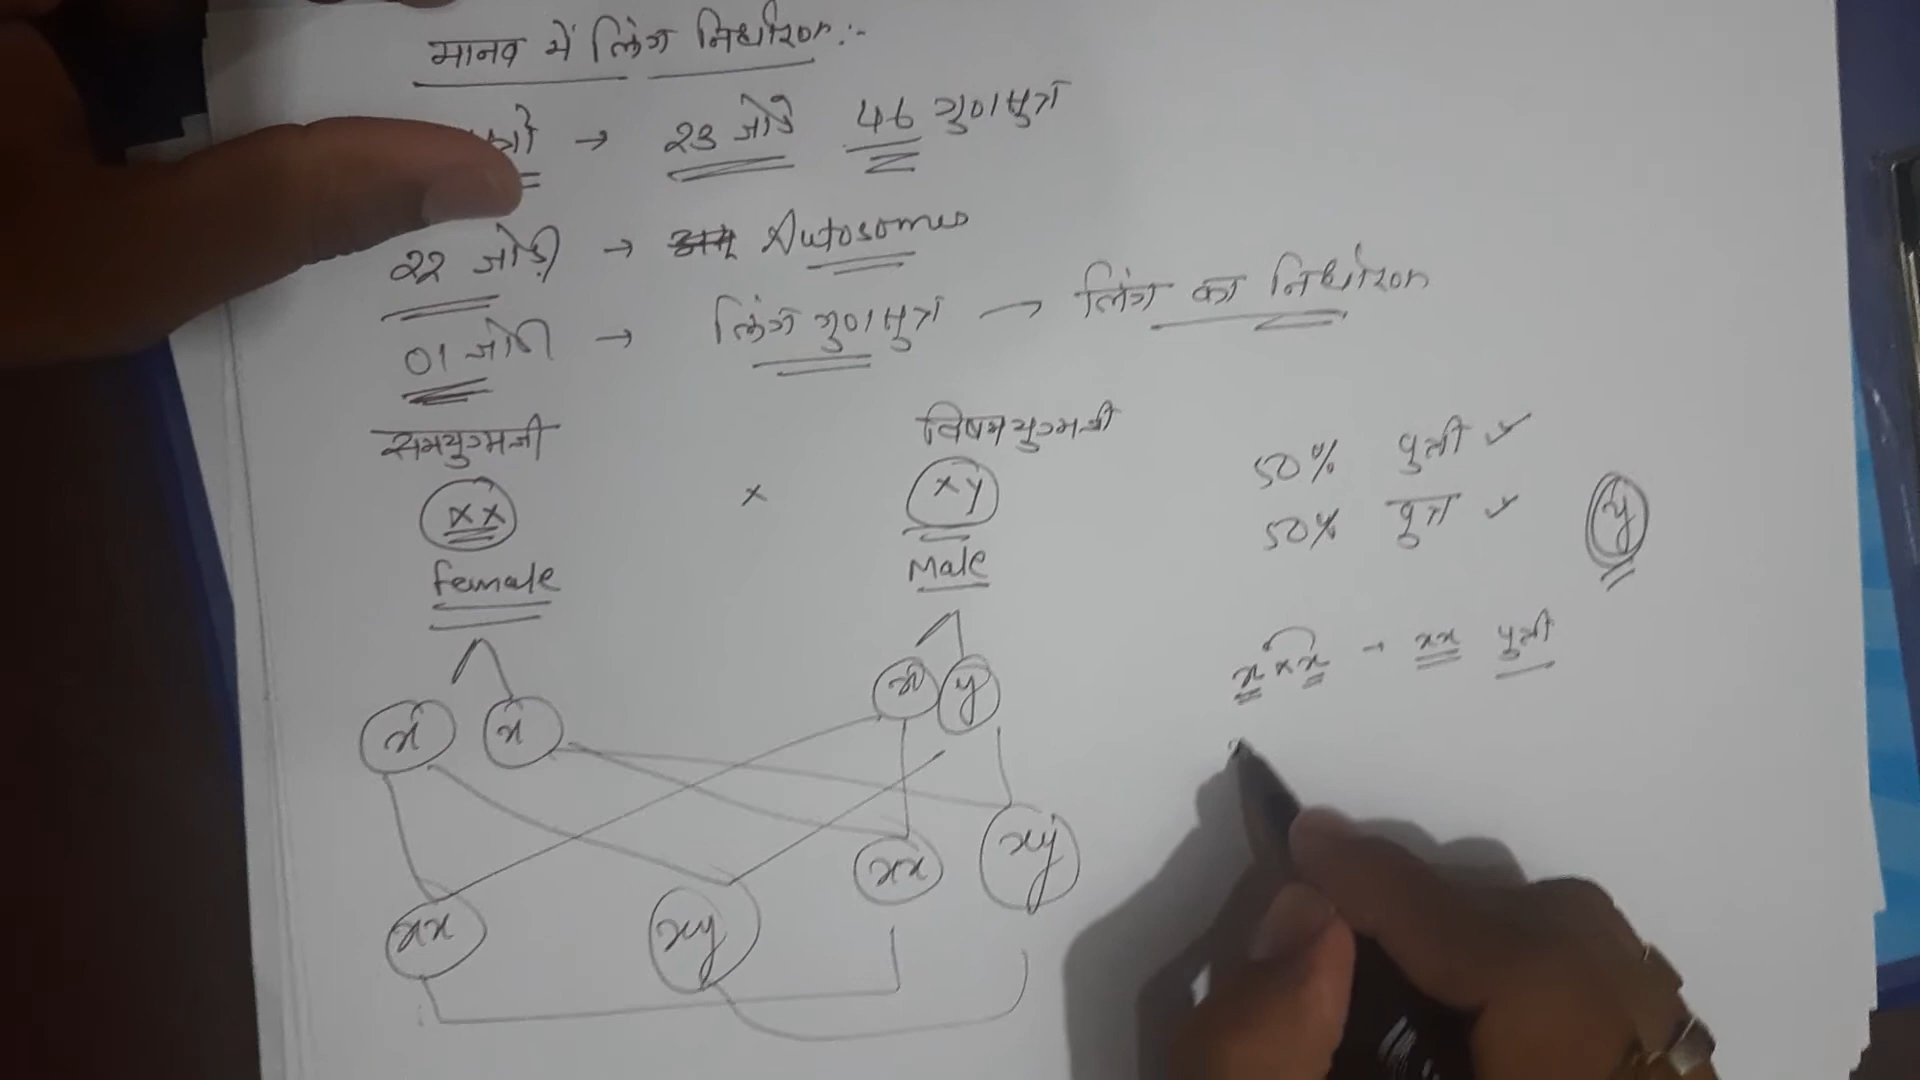 मानव में लिंग निर्धारण :-
→ 23 जोड़े 46 गुणसुत्र
22 जोड़ी → Autosomes
01 जोड़ी → लिंग गुणसुत्र → लिंग का निर्धारण
समयुग्मजी विषमयुग्मजी
xx × xy
female Male
50% पुत्री ✓
50% पुत्र ✓ y
x x x y
x × x → xx पुत्री
xx xy xx xy